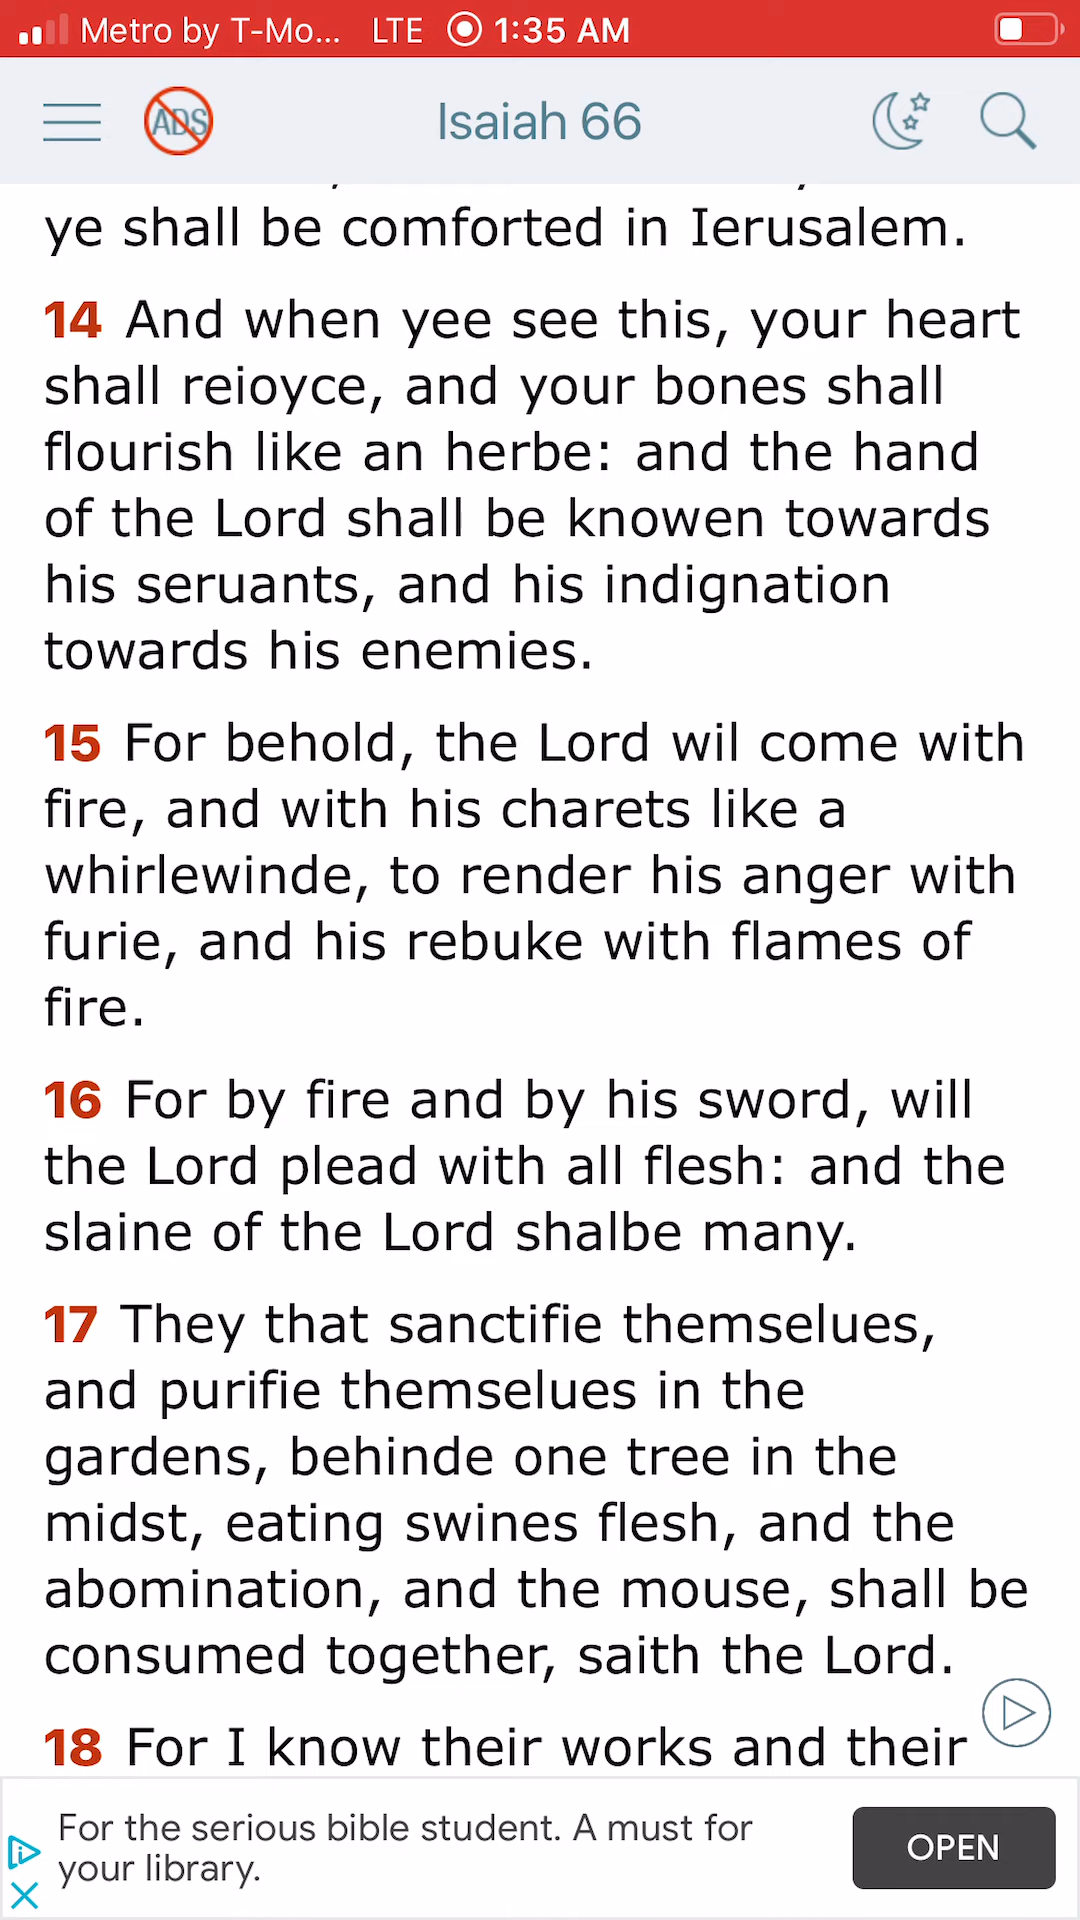 Metro by T-Mo... LTE 1:35 AM
ADS Isaiah 66
ye shall be comforted in Ierusalem.
14 And when yee see this, your heart
shall reioyce, and your bones shall
flourish like an herbe: and the hand
of the Lord shall be knowen towards
his seruants, and his indignation
towards his enemies.
15 For behold, the Lord wil come with
fire, and with his charets like a
whirlewinde, to render his anger with
furie, and his rebuke with flames of
fire.
16 For by fire and by his sword, will
the Lord plead with all flesh: and the
slaine of the Lord shalbe many.
17 They that sanctifie themselues,
and purifie themselues in the
gardens, behinde one tree in the
midst, eating swines flesh, and the
abomination, and the mouse, shall be
consumed together, saith the Lord.
18 For I know their works and their
For the serious bible student. A must for
your library.
OPEN